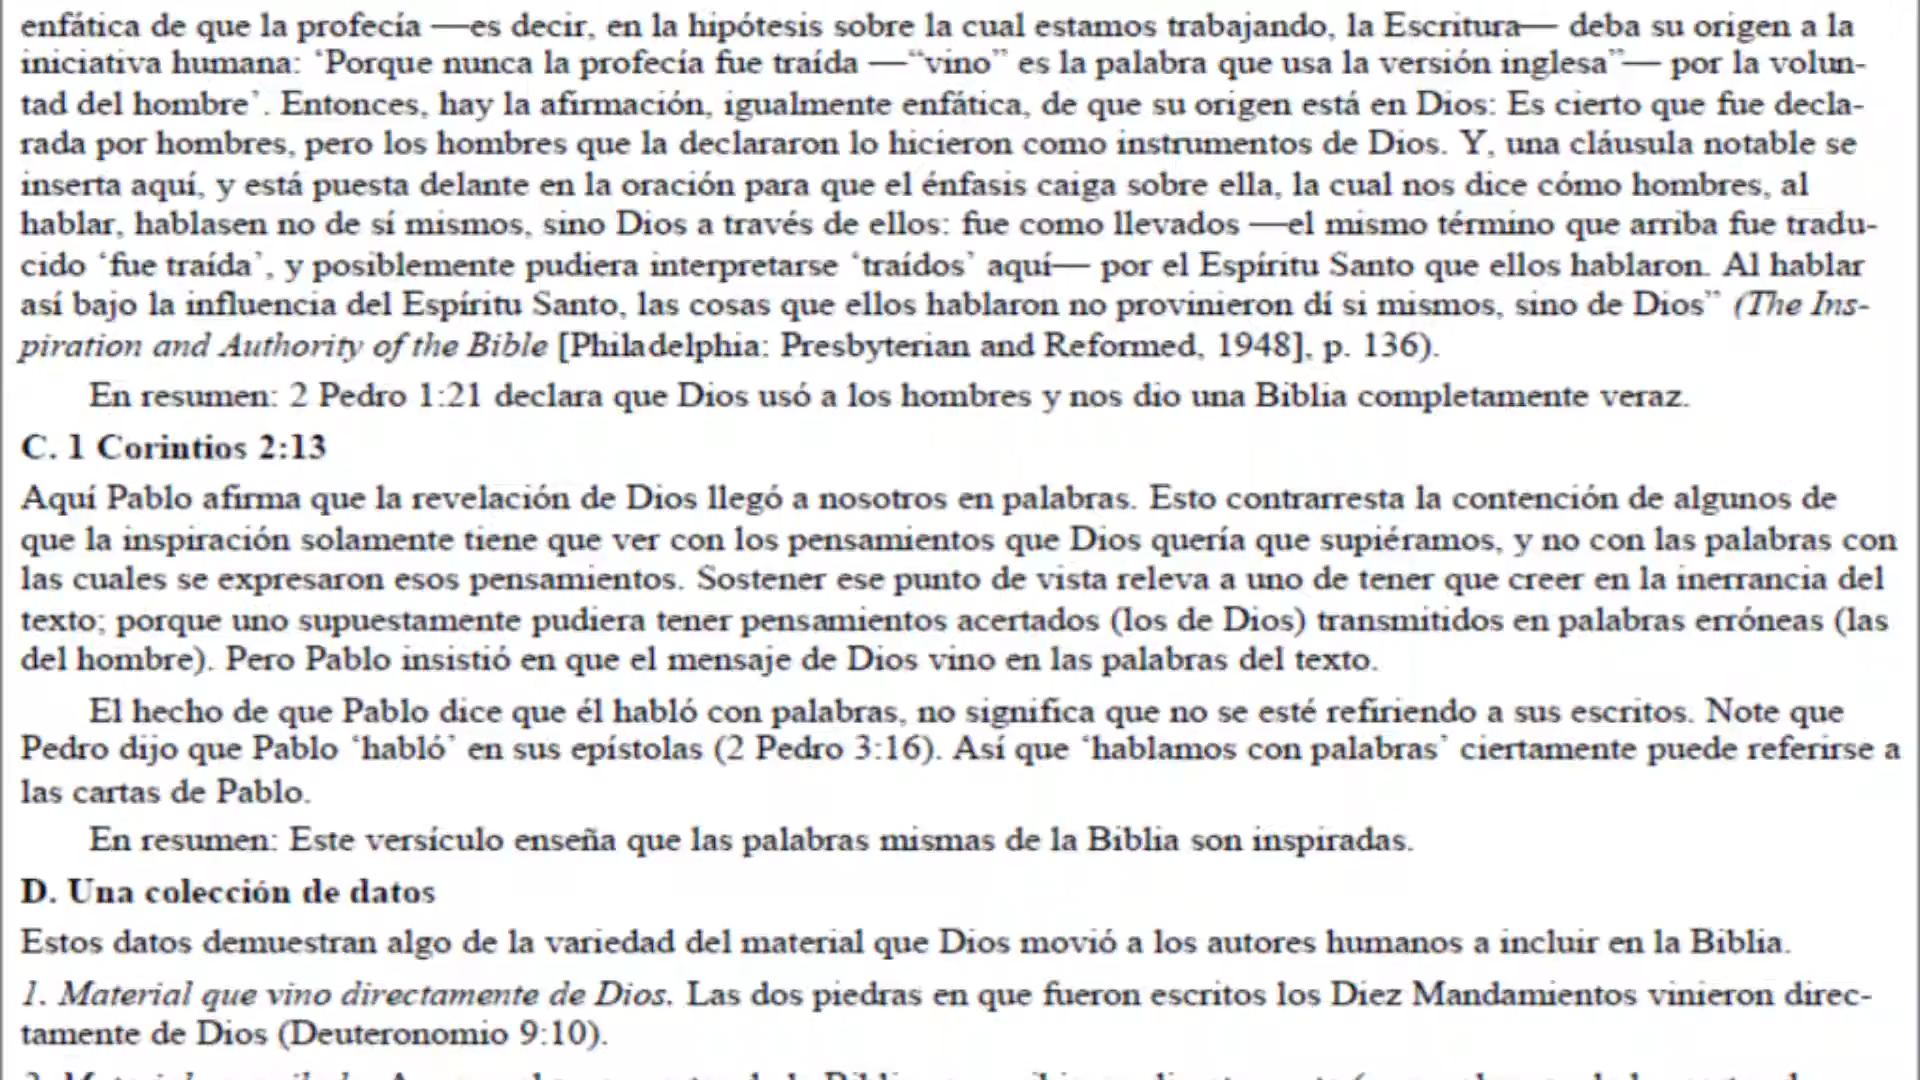 enfática de que la profecía —es decir, en la hipótesis sobre la cual estamos trabajando, la Escritura— deba su origen a la
iniciativa humana: ‘Porque nunca la profecía fue traída —“vino” es la palabra que usa la versión inglesa”— por la volun-
tad del hombre’. Entonces, hay la afirmación, igualmente enfática, de que su origen está en Dios: Es cierto que fue decla-
rada por hombres, pero los hombres que la declararon lo hicieron como instrumentos de Dios. Y, una cláusula notable se
inserta aquí, y está puesta delante en la oración para que el énfasis caiga sobre ella, la cual nos dice cómo hombres, al
hablar, hablasen no de sí mismos, sino Dios a través de ellos: fue como llevados —el mismo término que arriba fue tradu-
cido ‘fue traída’, y posiblemente pudiera interpretarse ‘traídos’ aquí— por el Espíritu Santo que ellos hablaron. Al hablar
así bajo la influencia del Espíritu Santo, las cosas que ellos hablaron no provinieron dí si mismos, sino de Dios” (The Ins-
piration and Authority of the Bible [Philadelphia: Presbyterian and Reformed, 1948], p. 136).
En resumen: 2 Pedro 1:21 declara que Dios usó a los hombres y nos dio una Biblia completamente veraz.
C. 1 Corintios 2:13
Aquí Pablo afirma que la revelación de Dios llegó a nosotros en palabras. Esto contrarresta la contención de algunos de
que la inspiración solamente tiene que ver con los pensamientos que Dios quería que supiéramos, y no con las palabras con
las cuales se expresaron esos pensamientos. Sostener ese punto de vista releva a uno de tener que creer en la inerrancia del
texto; porque uno supuestamente pudiera tener pensamientos acertados (los de Dios) transmitidos en palabras erróneas (las
del hombre). Pero Pablo insistió en que el mensaje de Dios vino en las palabras del texto.
El hecho de que Pablo dice que él habló con palabras, no significa que no se esté refiriendo a sus escritos. Note que
Pedro dijo que Pablo ‘habló’ en sus epístolas (2 Pedro 3:16). Así que ‘hablamos con palabras’ ciertamente puede referirse a
las cartas de Pablo.
En resumen: Este versículo enseña que las palabras mismas de la Biblia son inspiradas.
D. Una colección de datos
Estos datos demuestran algo de la variedad del material que Dios movió a los autores humanos a incluir en la Biblia.
1. Material que vino directamente de Dios. Las dos piedras en que fueron escritos los Diez Mandamientos vinieron direc-
tamente de Dios (Deuteronomio 9:10).